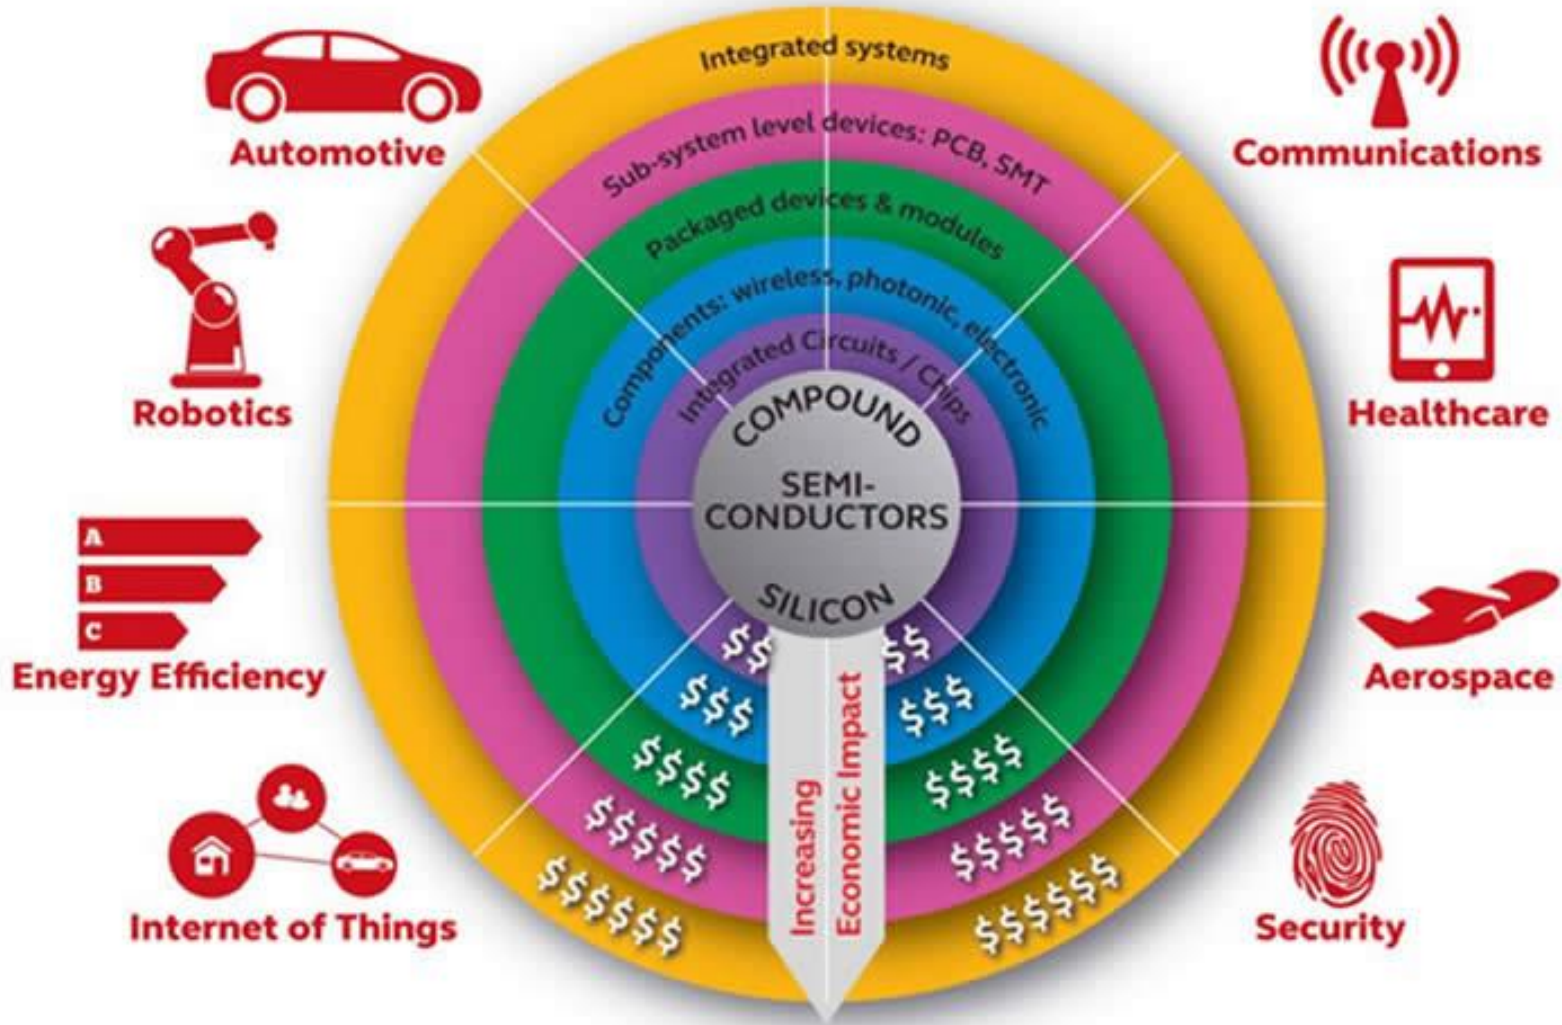 Integrated systems
Sub-system level devices: PCB, SMT
Packaged devices & modules
Components: wireless, photonic, electronic
Integrated Circuits / Chips
COMPOUND
SEMI-
CONDUCTORS
SILICON
$$
$$
$$$
$$$
$$$$
$$$$
$$$$$
$$$$$
$$$$$$
$$$$$$
Increasing
Economic Impact
Automotive
Robotics
A
B
C
Energy Efficiency
Internet of Things
Communications
Healthcare
Aerospace
Security